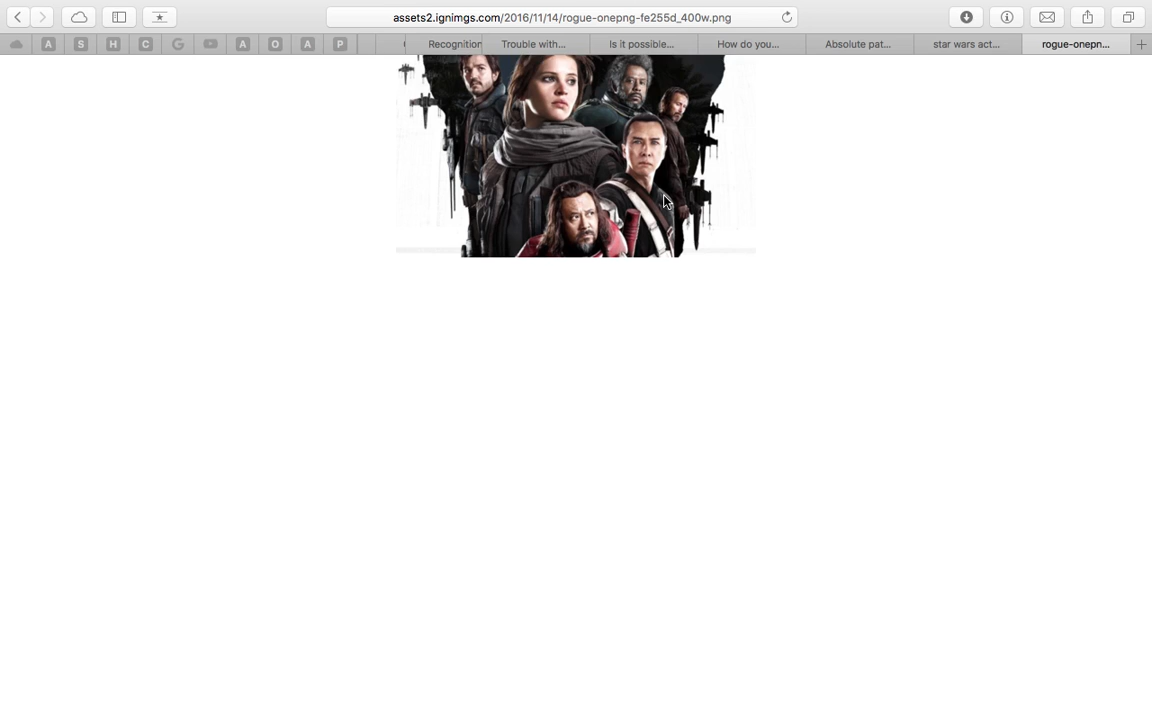 assets2.ignimgs.com/2016/11/14/rogue-onepng-fe255d_400w.png
A S H C G A O A P Recognition Trouble with... Is it possible... How do you... Absolute pat... star wars act... rogue-onepn...